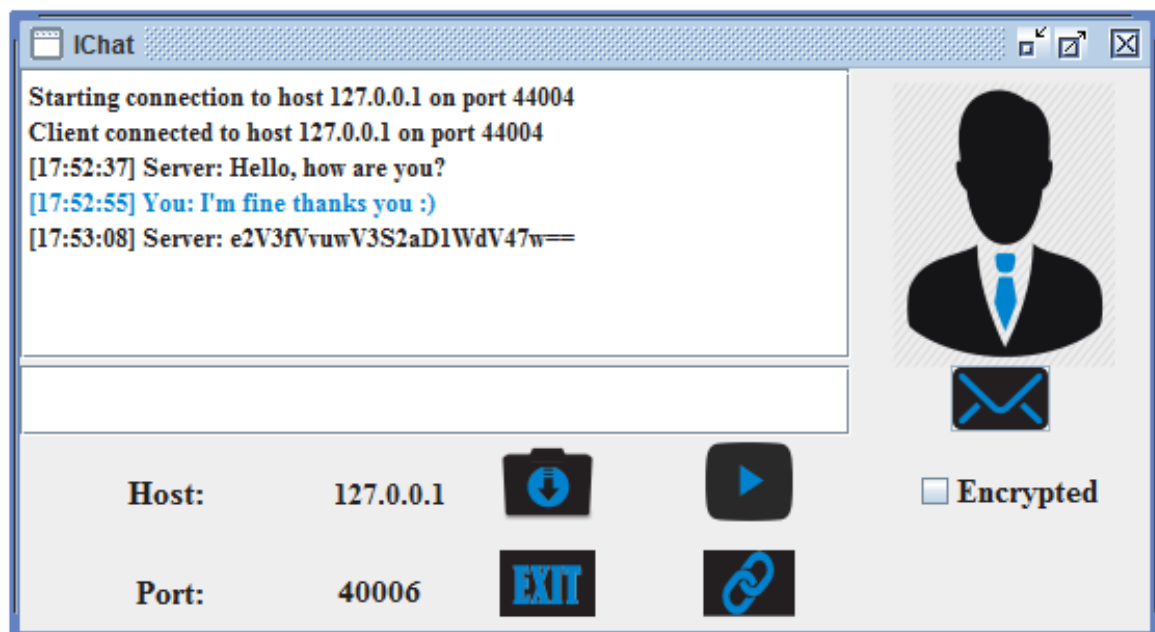 IChat
Starting connection to host 127.0.0.1 on port 44004
Client connected to host 127.0.0.1 on port 44004
[17:52:37] Server: Hello, how are you?
[17:52:55] You: I'm fine thanks you :)
[17:53:08] Server: e2V3fVvuwV3S2aD1WdV47w==
Host: 127.0.0.1
Encrypted
Port: 40006
EXIT